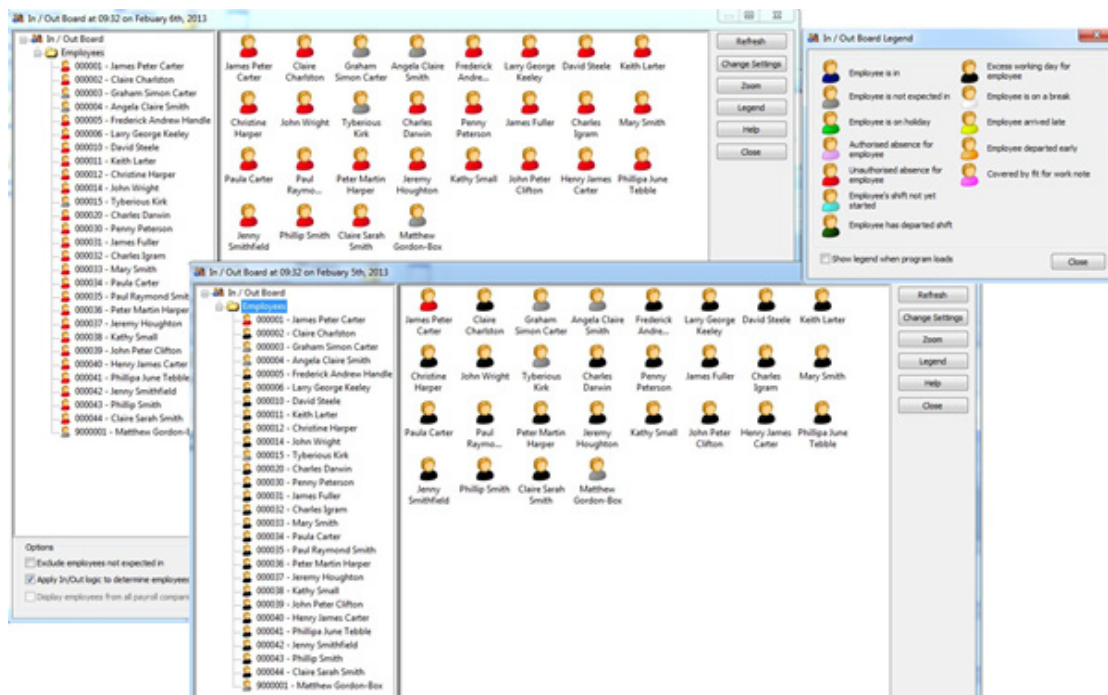 In / Out Board at 09:32 on Febuary 6th, 2013
In / Out Board
Employees
000001 - James Peter Carter
000002 - Claire Charlston
000003 - Graham Simon Carter
000004 - Angela Claire Smith
000005 - Frederick Andrew Handle
000006 - Larry George Keeley
000010 - David Steele
000011 - Keith Larter
000012 - Christine Harper
000014 - John Wright
000015 - Tyberious Kirk
000020 - Charles Darwin
000030 - Penny Peterson
000031 - James Fuller
000032 - Charles Igram
000033 - Mary Smith
000034 - Paula Carter
000035 - Paul Raymond Smit
000036 - Peter Martin Harper
000037 - Jeremy Houghton
000038 - Kathy Small
000039 - John Peter Clifton
000040 - Henry James Carter
000041 - Phillipa June Tebble
000042 - Jenny Smithfield
000043 - Phillip Smith
000044 - Claire Sarah Smith
9000001 - Matthew Gordon-
Options
Exclude employees not expected in
Apply In/Out logic to determine employees
Display employees from all payroll compan
James Peter Carter
Claire Charlston
Graham Simon Carter
Angela Claire Smith
Frederick Andre...
Larry George Keeley
David Steele
Keith Larter
Christine Harper
John Wright
Tyberious Kirk
Charles Darwin
Penny Peterson
James Fuller
Charles Igram
Mary Smith
Paula Carter
Paul Raymo...
Peter Martin Harper
Jeremy Houghton
Kathy Small
John Peter Clifton
Henry James Carter
Phillipa June Tebble
Jenny Smithfield
Phillip Smith
Claire Sarah Smith
Matthew Gordon-Box
Refresh
Change Settings
Zoom
Legend
Help
Close
In / Out Board Legend
Employee is in
Employee is not expected in
Employee is on holiday
Authorised absence for employee
Unauthorised absence for employee
Employee's shift not yet started
Employee has departed shift
Excess working day for employee
Employee is on a break
Employee arrived late
Employee departed early
Covered by fit for work note
Show legend when program loads
Close
In / Out Board at 09:32 on Febuary 5th, 2013
In / Out Board
Employees
000001 - James Peter Carter
000002 - Claire Charlston
000003 - Graham Simon Carter
000004 - Angela Claire Smith
000005 - Frederick Andrew Handle
000006 - Larry George Keeley
000010 - David Steele
000011 - Keith Larter
000012 - Christine Harper
000014 - John Wright
000015 - Tyberious Kirk
000020 - Charles Darwin
000030 - Penny Peterson
000031 - James Fuller
000032 - Charles Igram
000033 - Mary Smith
000034 - Paula Carter
000035 - Paul Raymond Smith
000036 - Peter Martin Harper
000037 - Jeremy Houghton
000038 - Kathy Small
000039 - John Peter Clifton
000040 - Henry James Carter
000041 - Phillipa June Tebble
000042 - Jenny Smithfield
000043 - Phillip Smith
000044 - Claire Sarah Smith
9000001 - Matthew Gordon-Box
James Peter Carter
Claire Charlston
Graham Simon Carter
Angela Claire Smith
Frederick Andre...
Larry George Keeley
David Steele
Keith Larter
Christine Harper
John Wright
Tyberious Kirk
Charles Darwin
Penny Peterson
James Fuller
Charles Igram
Mary Smith
Paula Carter
Paul Raymo...
Peter Martin Harper
Jeremy Houghton
Kathy Small
John Peter Clifton
Henry James Carter
Phillipa June Tebble
Jenny Smithfield
Phillip Smith
Claire Sarah Smith
Matthew Gordon-Box
Refresh
Change Settings
Zoom
Legend
Help
Close